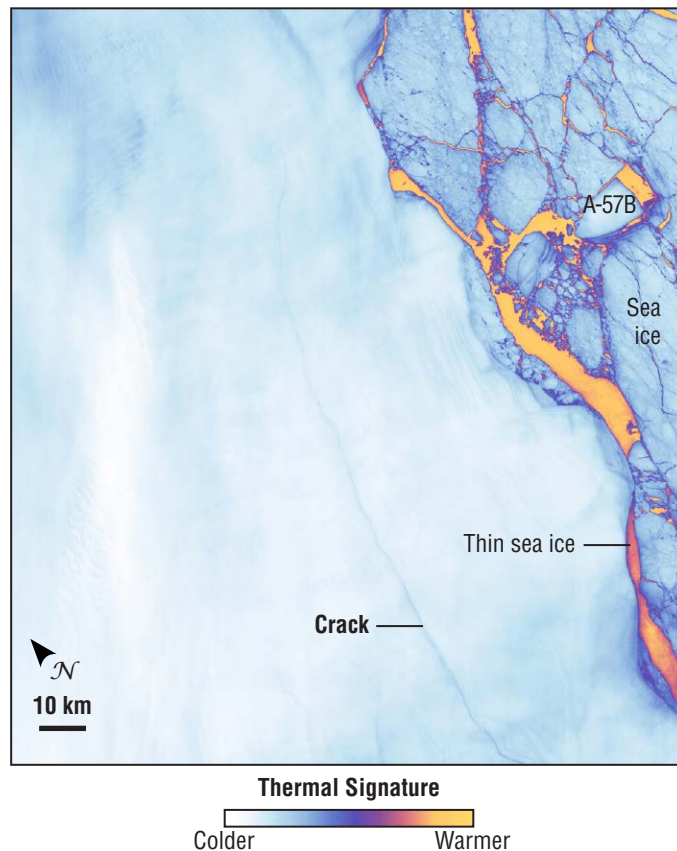 A-57B
Sea
ice
Thin sea ice
Crack
N
10 km
Thermal Signature
Colder Warmer